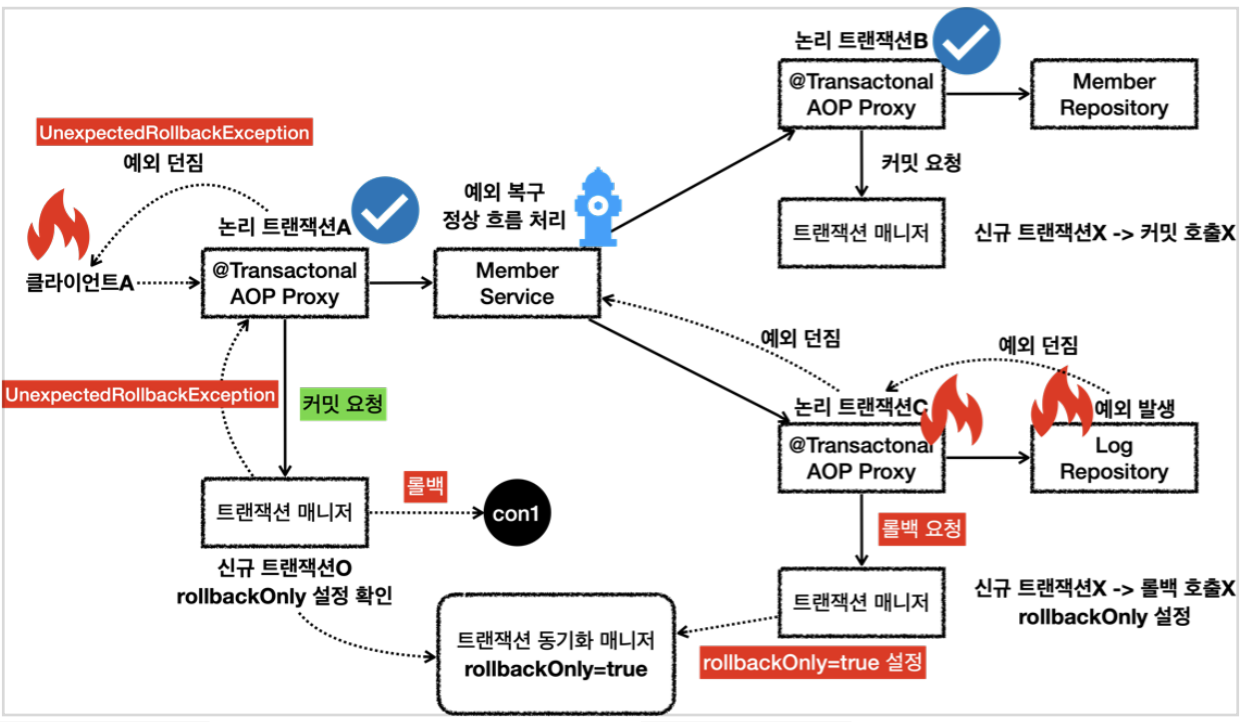 논리 트랜잭션B
@Transactonal
AOP Proxy
Member
Repository
UnexpectedRollbackException
예외 던짐
예외 복구
정상 흐름 처리
커밋 요청
논리 트랜잭션A
트랜잭션 매니저
신규 트랜잭션X -> 커밋 호출X
클라이언트A
@Transactonal
AOP Proxy
Member
Service
예외 던짐
예외 던짐
UnexpectedRollbackException
커밋 요청
논리 트랜잭션C
예외 발생
@Transactonal
AOP Proxy
Log
Repository
롤백
트랜잭션 매니저
con1
롤백 요청
신규 트랜잭션O
rollbackOnly 설정 확인
트랜잭션 매니저
신규 트랜잭션X -> 롤백 호출X
rollbackOnly 설정
트랜잭션 동기화 매니저
rollbackOnly=true
rollbackOnly=true 설정